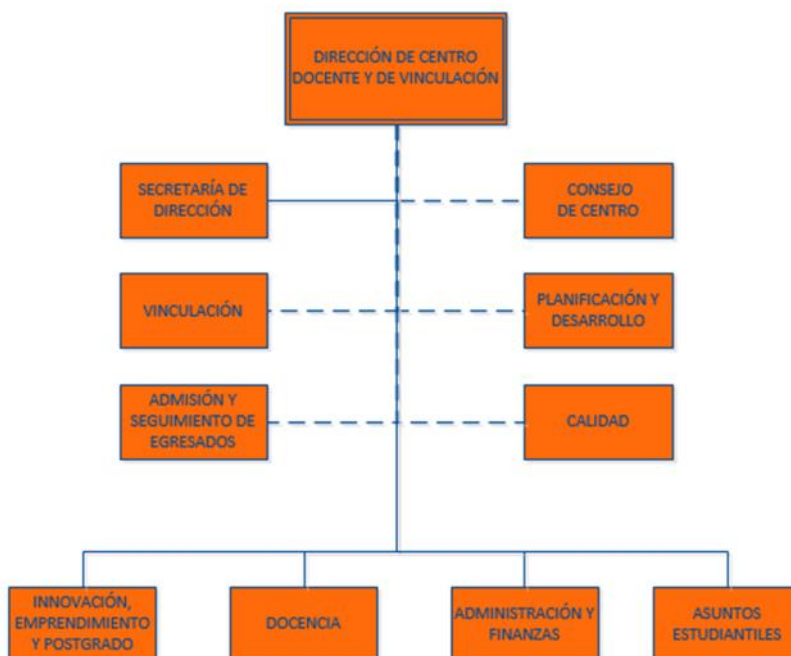 DIRECCIÓN DE CENTRO
DOCENTE Y DE VINCULACIÓN
SECRETARÍA DE
DIRECCIÓN
CONSEJO
DE CENTRO
VINCULACIÓN
PLANIFICACIÓN Y
DESARROLLO
ADMISIÓN Y
SEGUIMIENTO DE
EGRESADOS
CALIDAD
INNOVACIÓN,
EMPRENDIMIENTO
Y POSTGRADO
DOCENCIA
ADMINISTRACIÓN Y
FINANZAS
ASUNTOS
ESTUDIANTILES